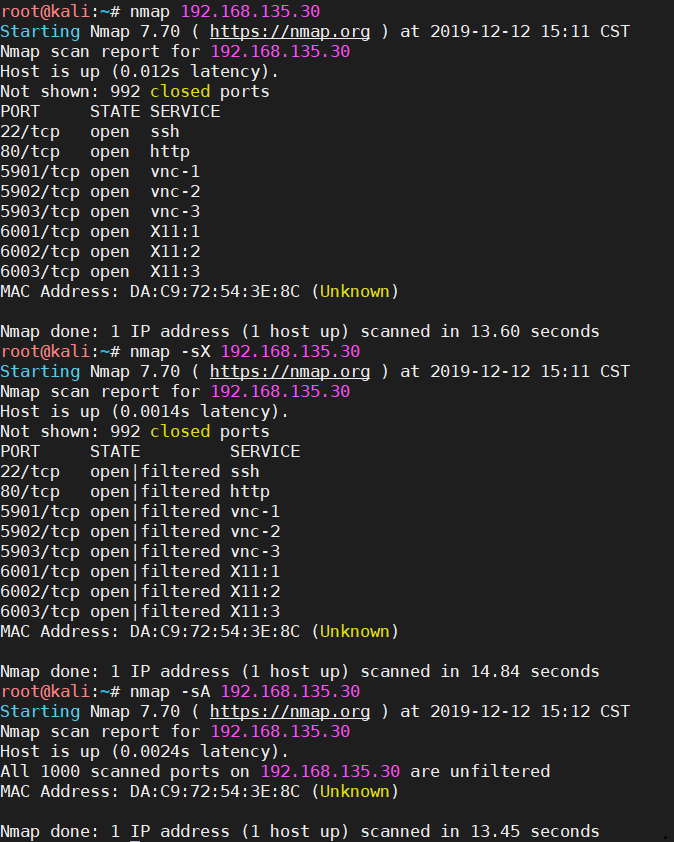 root@kali:~# nmap 192.168.135.30
Starting Nmap 7.70 ( https://nmap.org ) at 2019-12-12 15:11 CST
Nmap scan report for 192.168.135.30
Host is up (0.012s latency).
Not shown: 992 closed ports
PORT     STATE SERVICE
22/tcp   open  ssh
80/tcp   open  http
5901/tcp open  vnc-1
5902/tcp open  vnc-2
5903/tcp open  vnc-3
6001/tcp open  X11:1
6002/tcp open  X11:2
6003/tcp open  X11:3
MAC Address: DA:C9:72:54:3E:8C (Unknown)

Nmap done: 1 IP address (1 host up) scanned in 13.60 seconds
root@kali:~# nmap -sX 192.168.135.30
Starting Nmap 7.70 ( https://nmap.org ) at 2019-12-12 15:11 CST
Nmap scan report for 192.168.135.30
Host is up (0.0014s latency).
Not shown: 992 closed ports
PORT     STATE         SERVICE
22/tcp   open|filtered ssh
80/tcp   open|filtered http
5901/tcp open|filtered vnc-1
5902/tcp open|filtered vnc-2
5903/tcp open|filtered vnc-3
6001/tcp open|filtered X11:1
6002/tcp open|filtered X11:2
6003/tcp open|filtered X11:3
MAC Address: DA:C9:72:54:3E:8C (Unknown)

Nmap done: 1 IP address (1 host up) scanned in 14.84 seconds
root@kali:~# nmap -sA 192.168.135.30
Starting Nmap 7.70 ( https://nmap.org ) at 2019-12-12 15:12 CST
Nmap scan report for 192.168.135.30
Host is up (0.0024s latency).
All 1000 scanned ports on 192.168.135.30 are unfiltered
MAC Address: DA:C9:72:54:3E:8C (Unknown)

Nmap done: 1 IP address (1 host up) scanned in 13.45 seconds